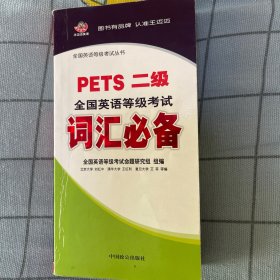 图书有品牌 认准王迈迈
全国英语等级考试丛书
PETS 二级
全国英语等级考试
词汇必备
全国英语等级考试命题研究组 组编
中国致公出版社